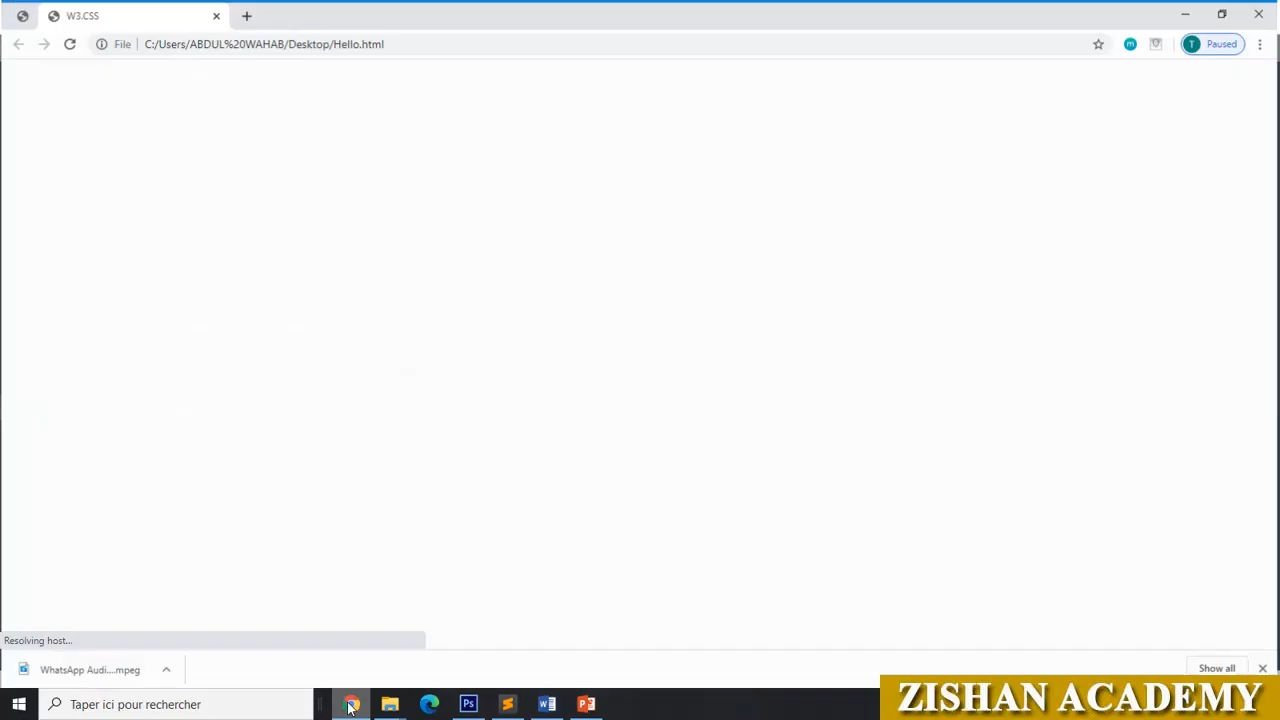 W3.CSS
File
C:/Users/ABDUL%20WAHAB/Desktop/Hello.html
m
T
Paused
Resolving host...
WhatsApp Audi....mpeg
Show all
Taper ici pour rechercher
Ps
ZISHAN ACADEMY